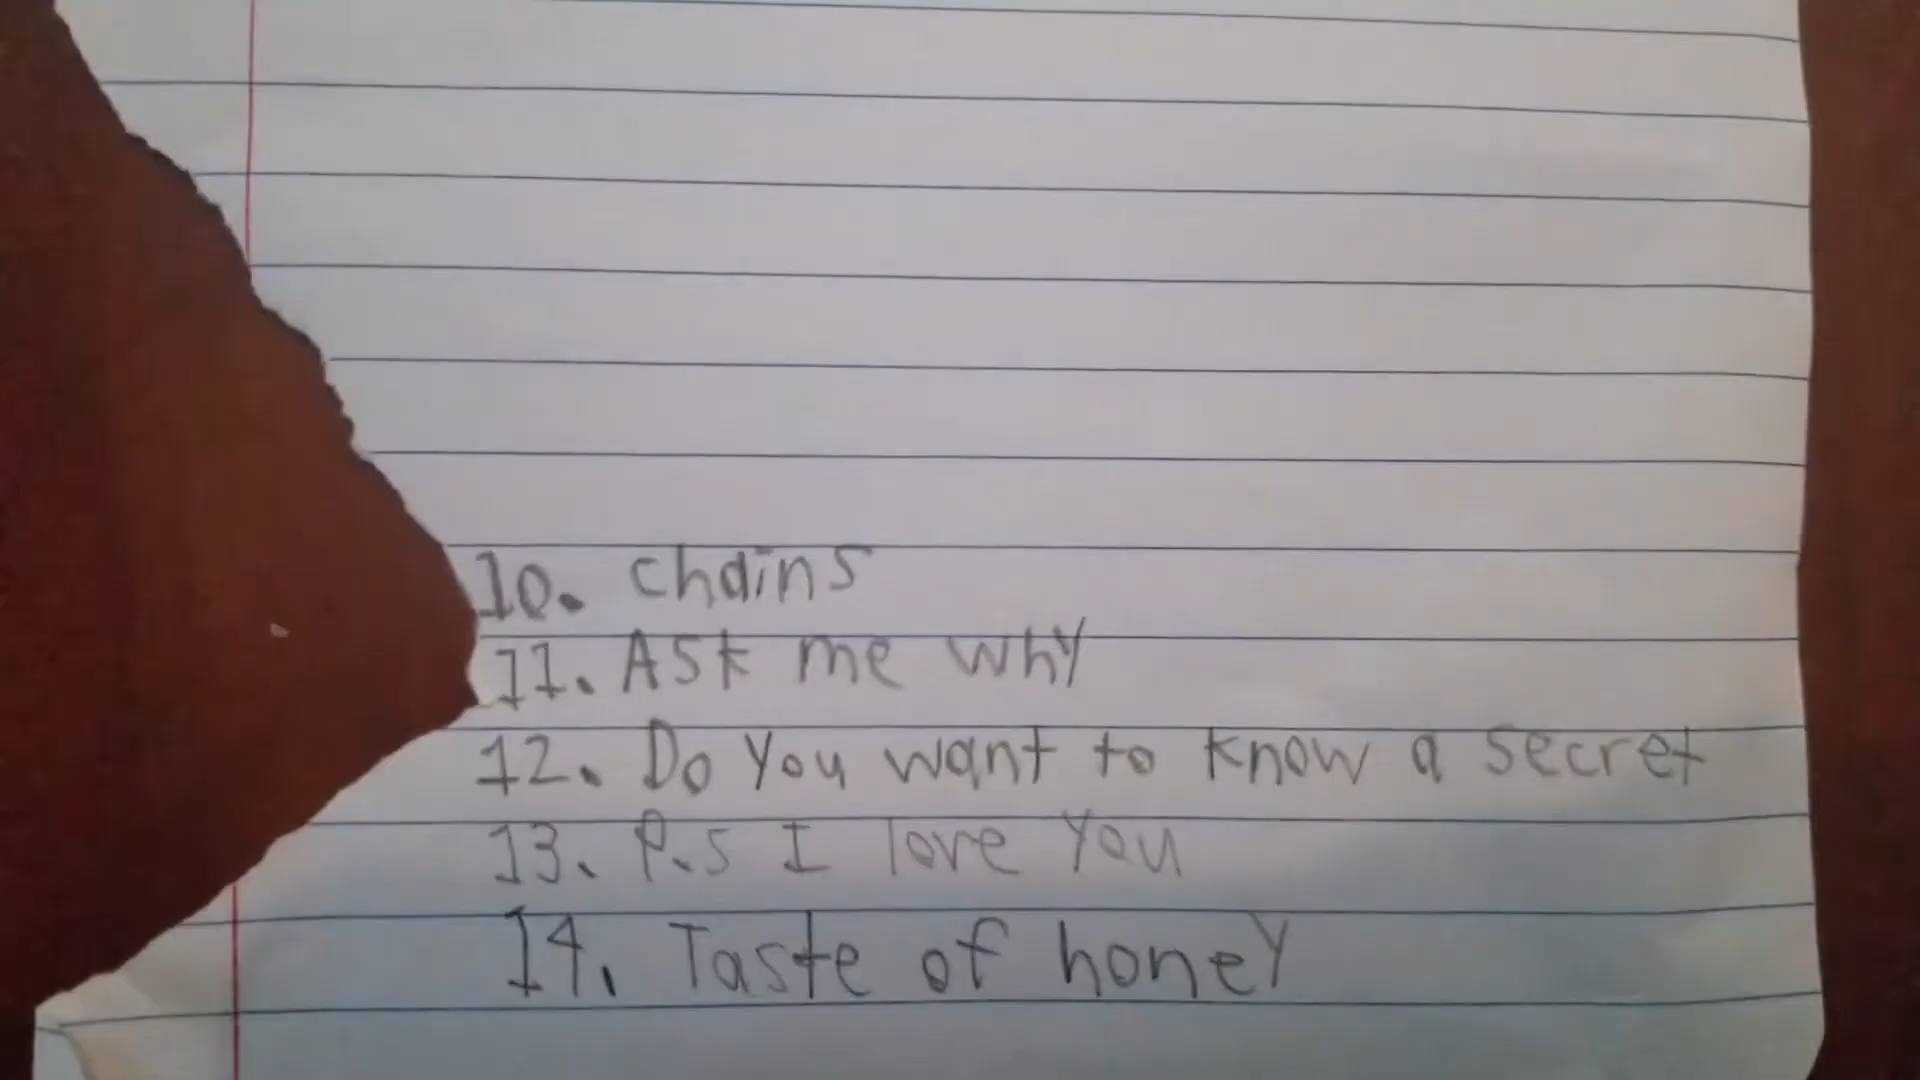 10. Chains
11. Ask me why
12. Do You want to know a secret
13. P.s I love You
14. Taste of honey